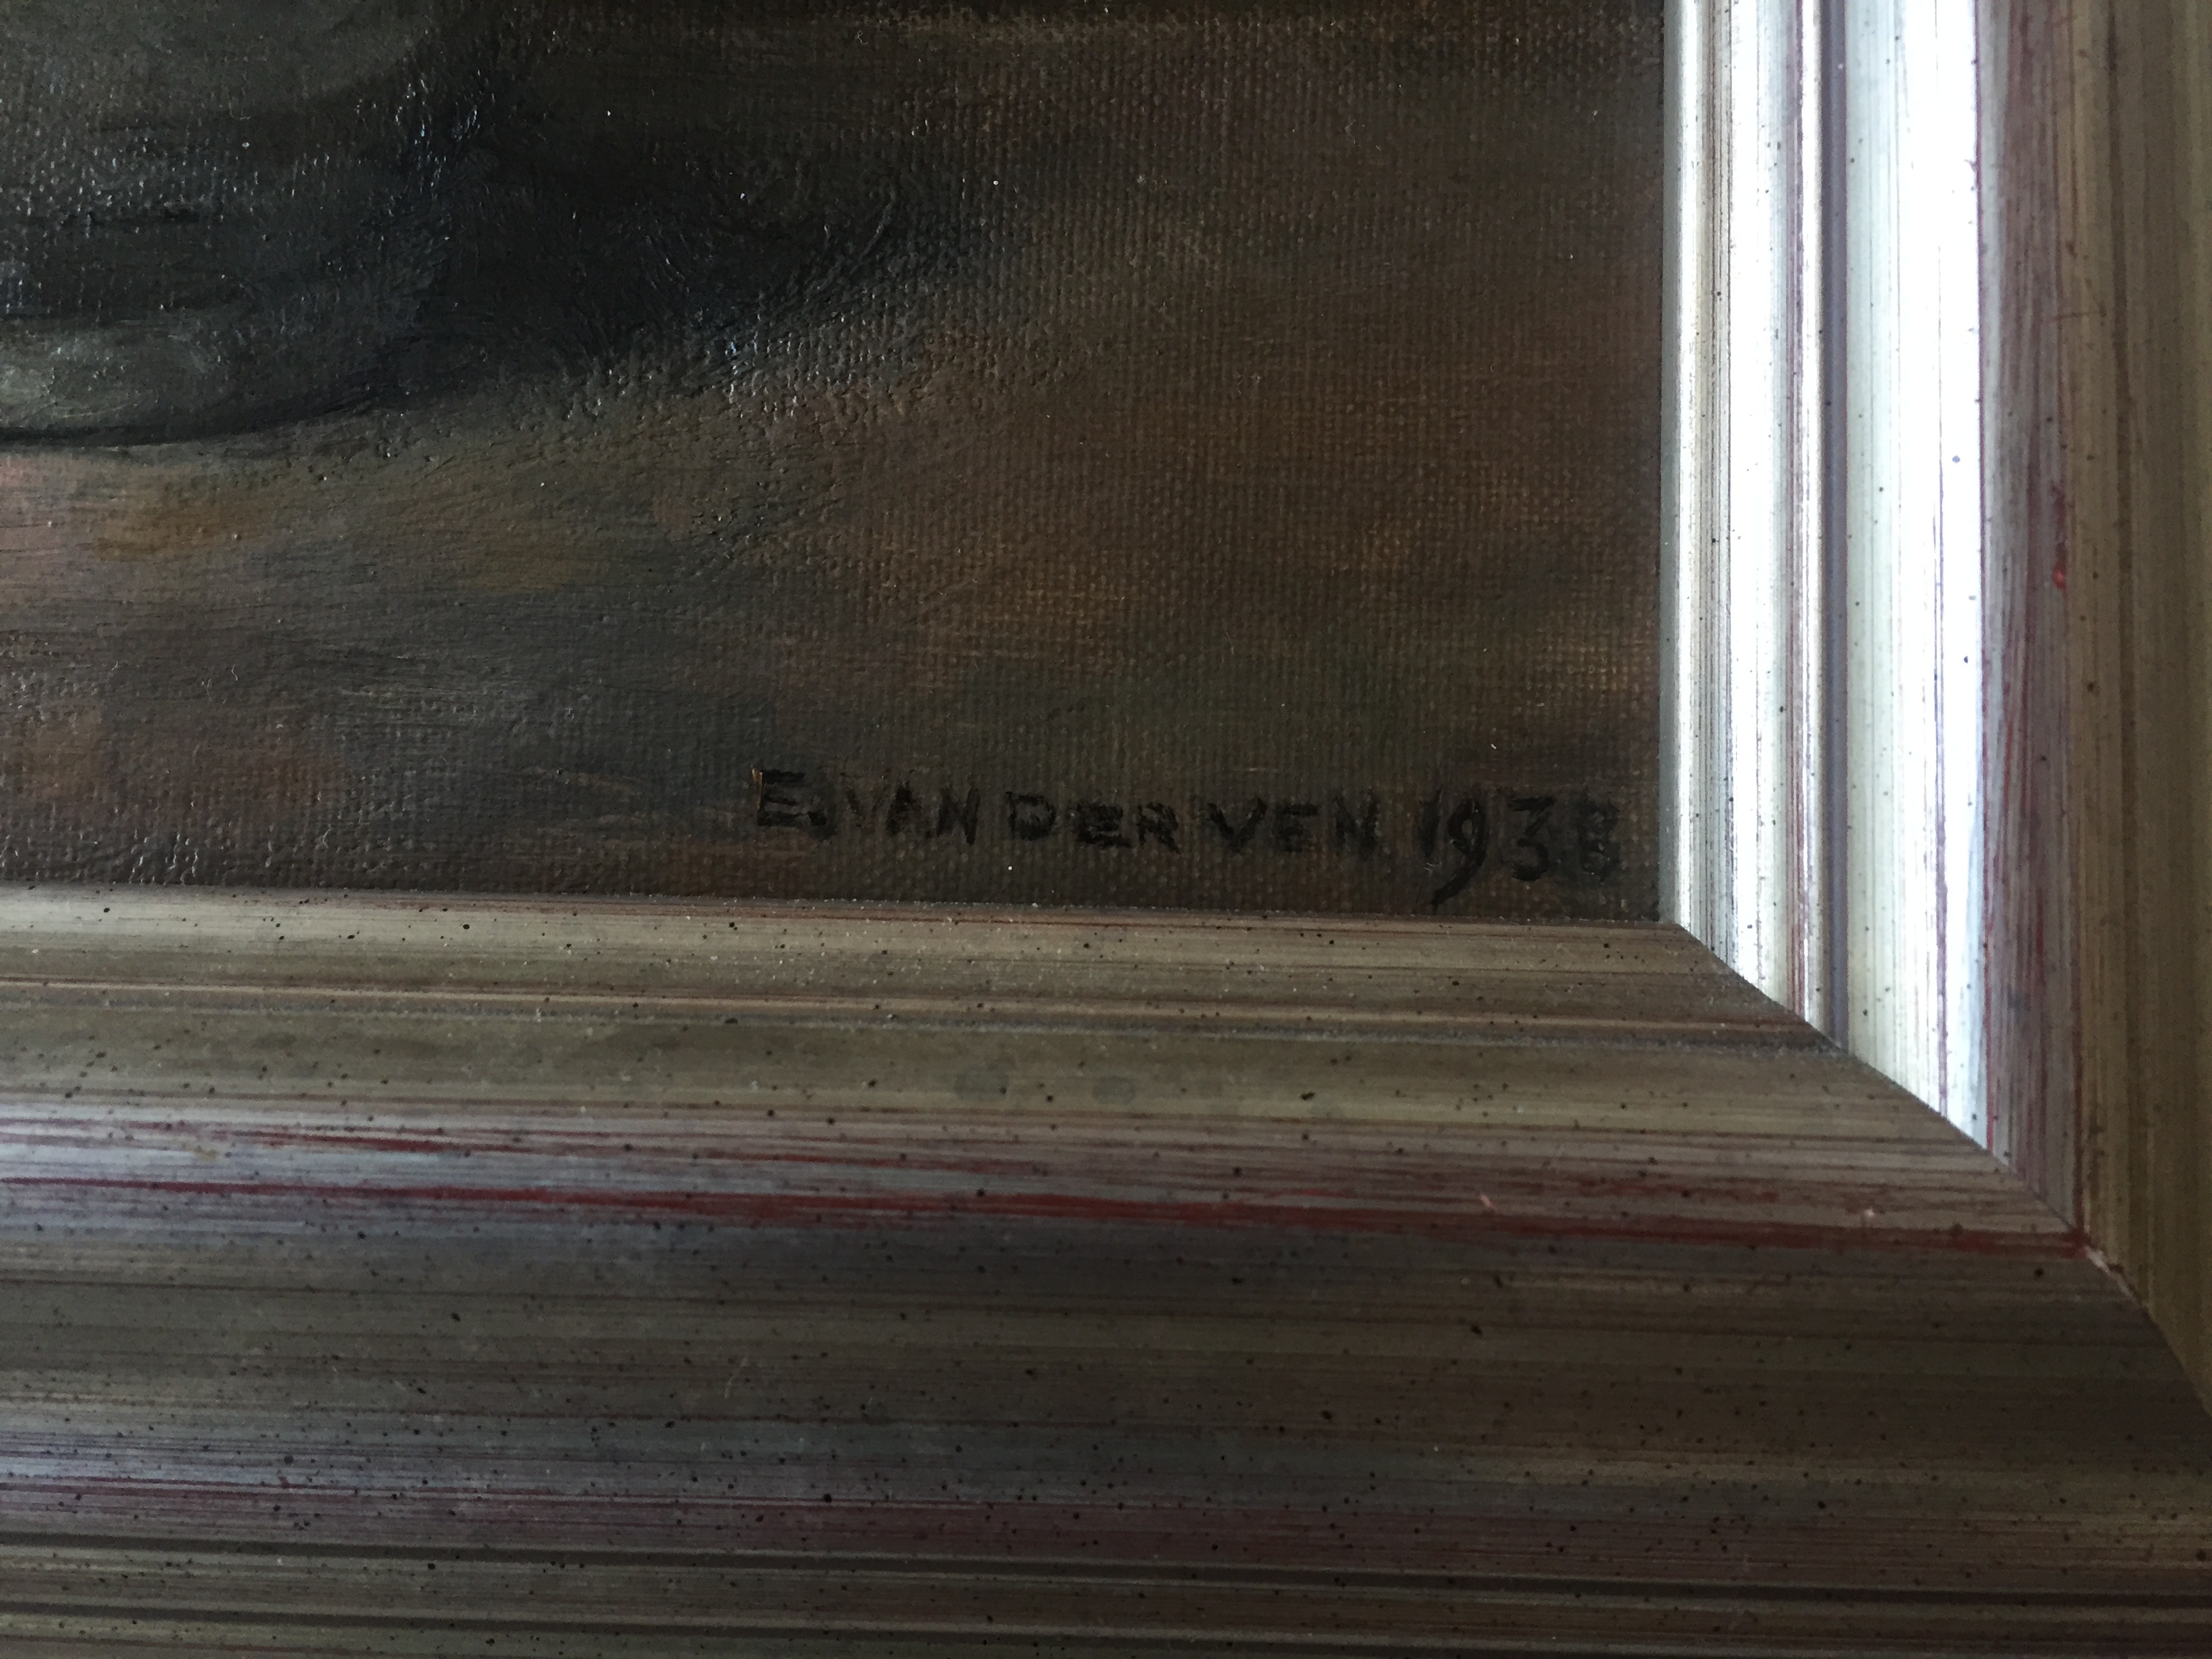 E. VAN DER VEN. 1938